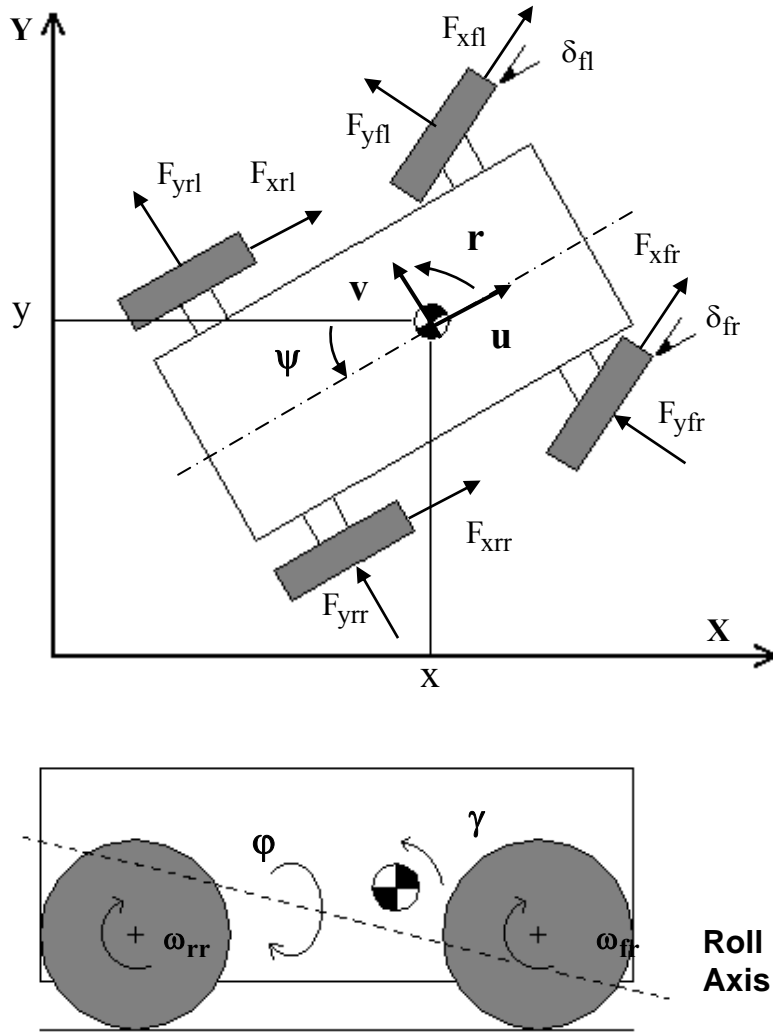 Y
F_xfl
δ_fl
F_yfl
F_yrl
F_xrl
r
F_xfr
v
y
δ_fr
u
ψ
F_yfr
F_xrr
F_yrr
X
x
γ
φ
ω_rr
ω_fr
Roll
Axis